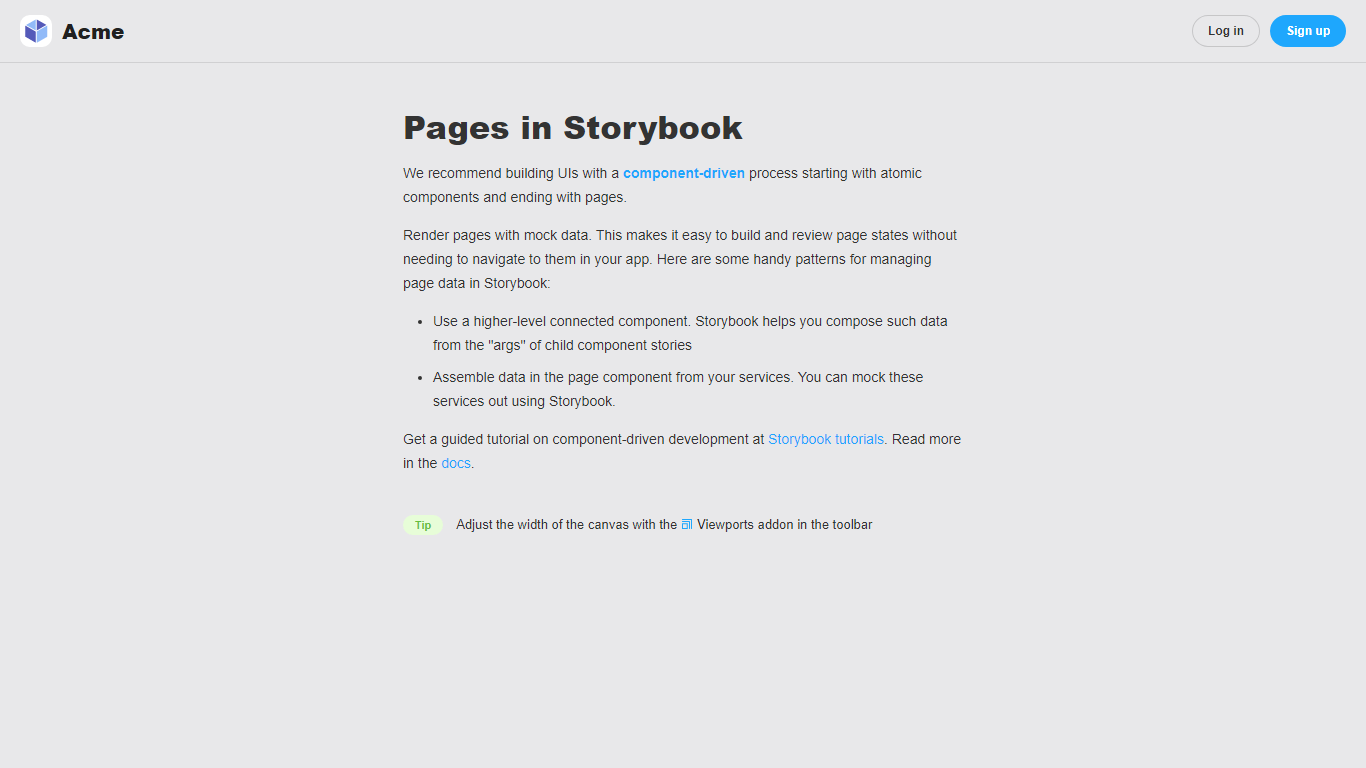 Acme
Log in
Sign up
Pages in Storybook
We recommend building UIs with a component-driven process starting with atomic
components and ending with pages.
Render pages with mock data. This makes it easy to build and review page states without
needing to navigate to them in your app. Here are some handy patterns for managing
page data in Storybook:
• Use a higher-level connected component. Storybook helps you compose such data
from the "args" of child component stories
• Assemble data in the page component from your services. You can mock these
services out using Storybook.
Get a guided tutorial on component-driven development at Storybook tutorials. Read more
in the docs.
Tip Adjust the width of the canvas with the Viewports addon in the toolbar